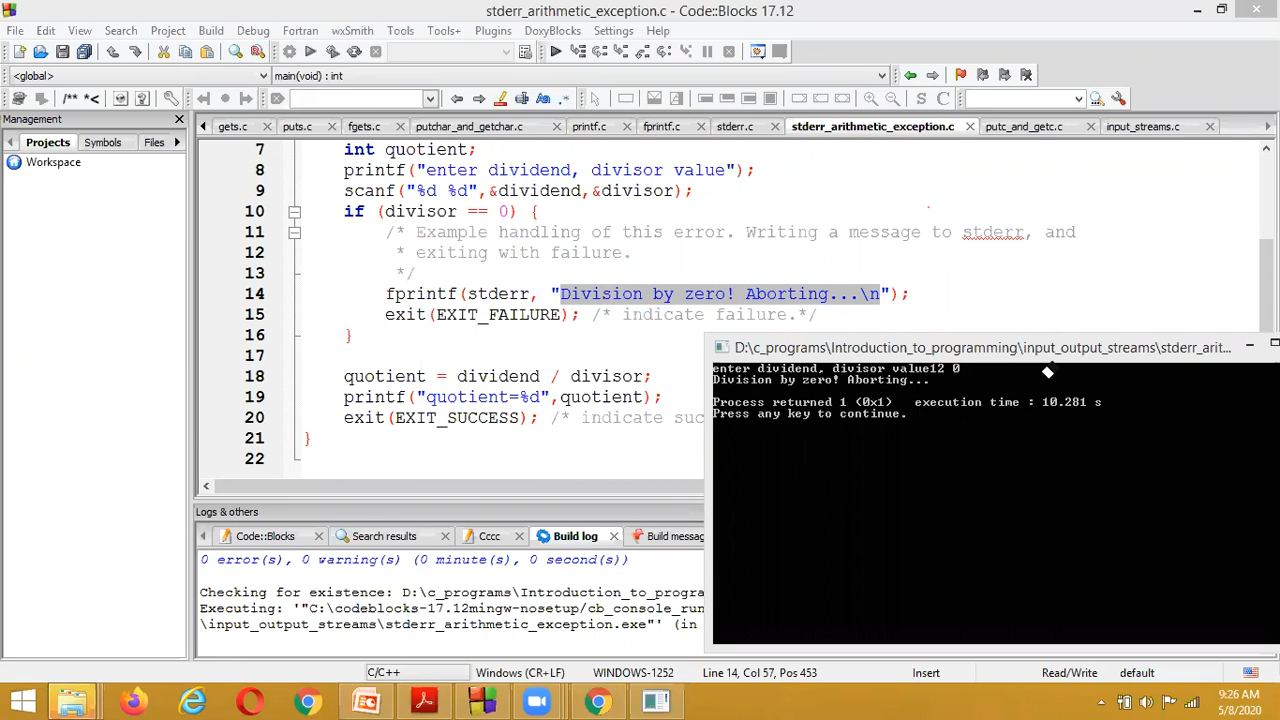 stderr_arithmetic_exception.c - Code::Blocks 17.12
File Edit View Search Project Build Debug Fortran wxSmith Tools Tools+ Plugins DoxyBlocks Settings Help
<global> main(void) : int
/** *<
S C
Management
gets.c puts.c fgets.c putchar_and_getchar.c printf.c fprintf.c stderr.c stderr_arithmetic_exception.c putc_and_getc.c input_streams.c
Projects Symbols Files
Workspace
7 int quotient;
8 printf("enter dividend, divisor value");
9 scanf("%d %d",&dividend,&divisor);
10 if (divisor == 0) {
11 /* Example handling of this error. Writing a message to stderr, and
12 * exiting with failure.
13 */
14 fprintf(stderr, "Division by zero! Aborting...\n");
15 exit(EXIT_FAILURE); /* indicate failure.*/
16 }
17
18 quotient = dividend / divisor;
19 printf("quotient=%d",quotient);
20 exit(EXIT_SUCCESS); /* indicate suc
21 }
22
D:\c_programs\Introduction_to_programming\input_output_streams\stderr_arit...
enter dividend, divisor value12 0
Division by zero! Aborting...
Process returned 1 (0x1) execution time : 10.281 s
Press any key to continue.
Logs & others
Code::Blocks Search results Cccc Build log Build messag
0 error(s), 0 warning(s) (0 minute(s), 0 second(s))
Checking for existence: D:\c_programs\Introduction_to_progra
Executing: '"C:\codeblocks-17.12mingw-nosetup/cb_console_run
\input_output_streams\stderr_arithmetic_exception.exe"' (in
C/C++ Windows (CR+LF) WINDOWS-1252 Line 14, Col 57, Pos 453 Insert Read/Write default
9:26 AM
5/8/2020